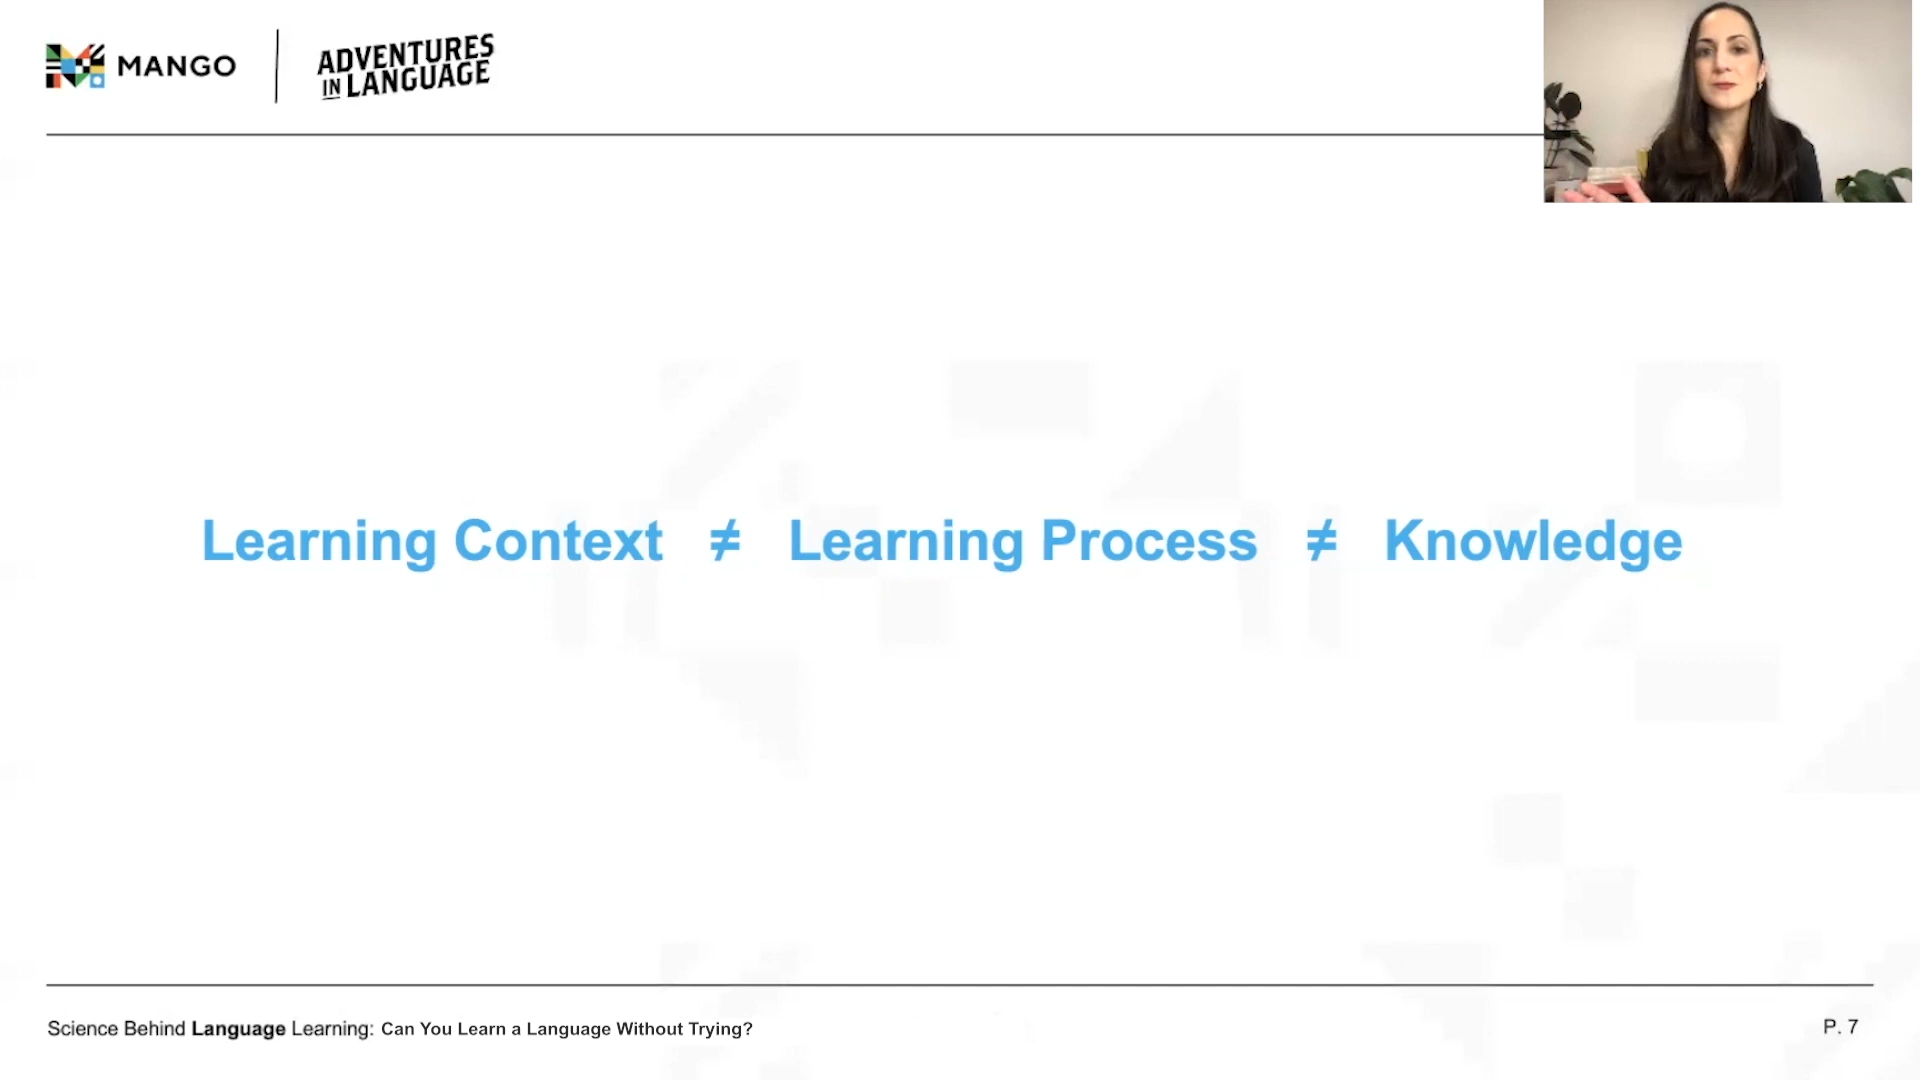 MANGO
ADVENTURES
IN LANGUAGE
Learning Context ≠ Learning Process ≠ Knowledge
Science Behind Language Learning: Can You Learn a Language Without Trying?
P. 7